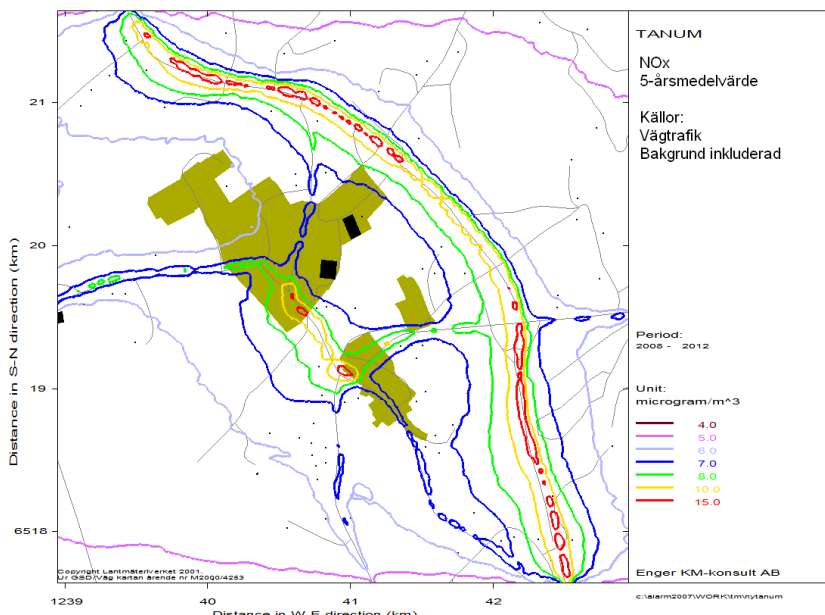 TANUM
NOx
5-årsmedelvärde
Källor:
Vägtrafik
Bakgrund inkluderad
Period:
2008 - 2012
Unit:
microgram/m^3
4.0
5.0
6.0
7.0
8.0
10.0
15.0
Enger KM-konsult AB
c:\alarm2007\WORK\tm\nytanum
Distance in S-N direction (km)
21
20
19
6518
Copyright Lantmäteriverket 2001.
Ur GSD/Väg kartan ärende nr M2000/4253
1239
40
41
42
Distance in W-E direction (km)